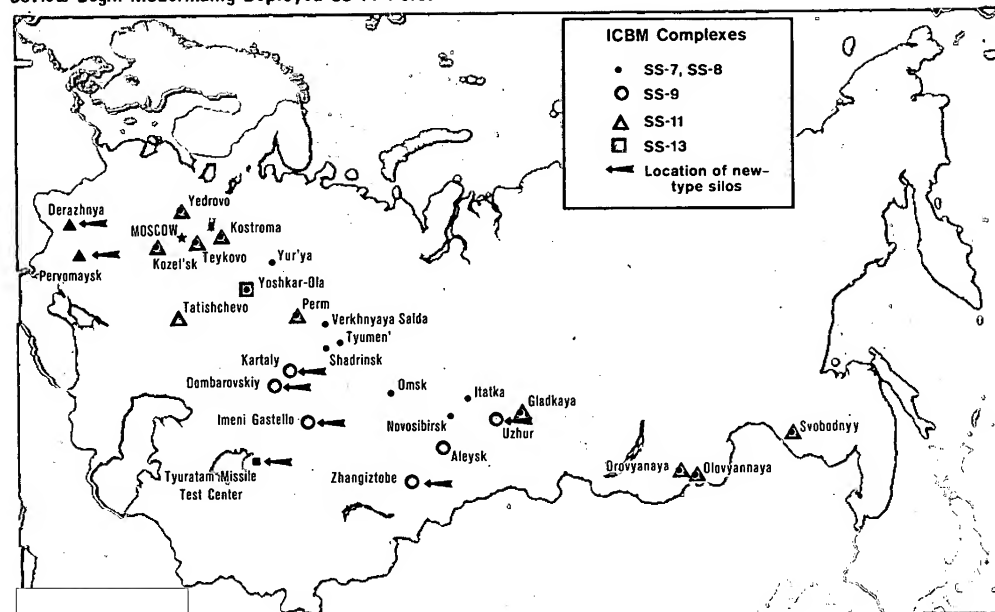 ICBM Complexes
SS-7, SS-8
SS-9
SS-11
SS-13
Location of new-
type silos
Derazhnya
Yedrovo
MOSCOW
Kostroma
Kozel'sk
Teykovo
Yur'ya
Pervomaysk
Yoshkar-Ola
Tatishchevo
Perm
Verkhnyaya Salda
Tyumen'
Shadrinsk
Kartaly
Dombarovskiy
Omsk
Itatka
Gladkaya
Imeni Gastello
Novosibirsk
Uzhur
Svobodnyy
Aleysk
Tyuratam Missile
Test Center
Zhangiztobe
Drovyanaya
Olovyannaya